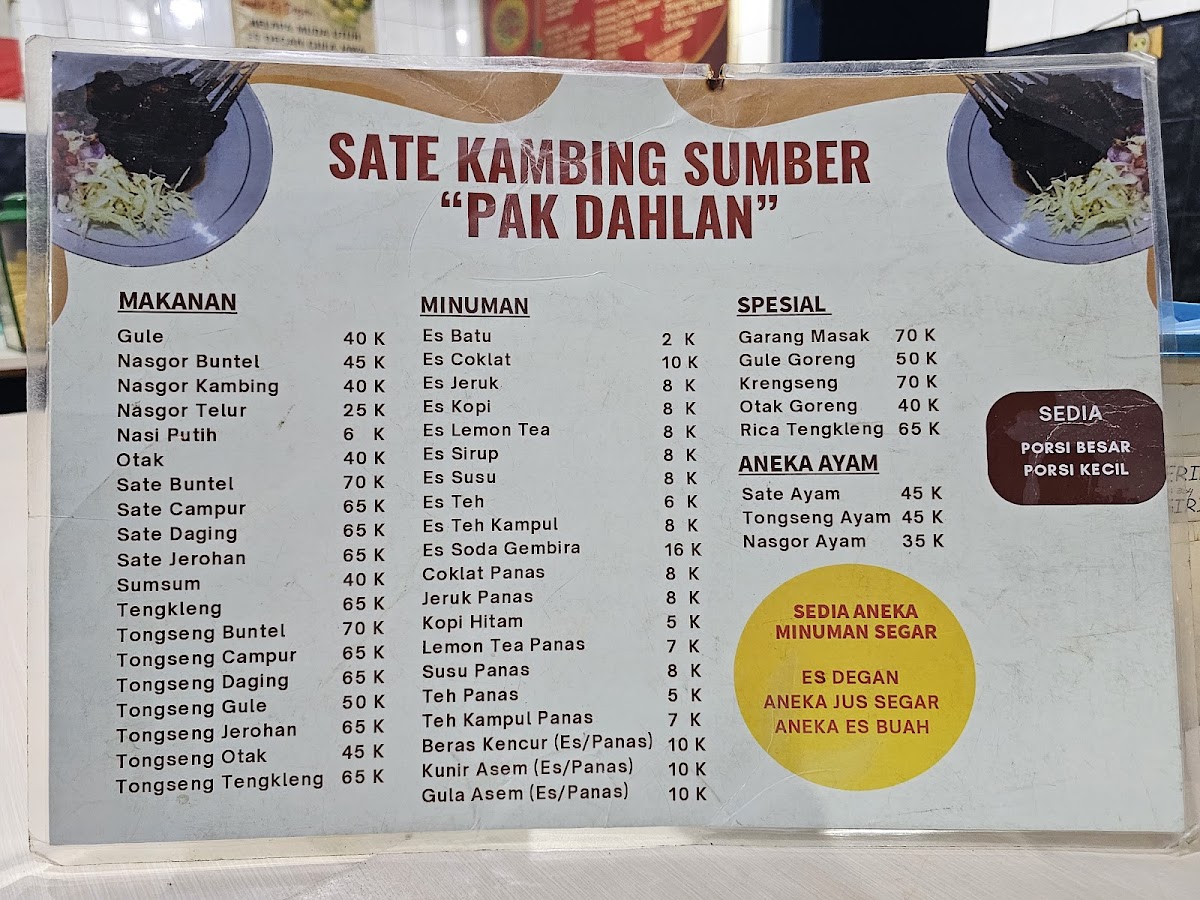 SATE KAMBING SUMBER
“PAK DAHLAN”
MAKANAN
Gule 40 K
Nasgor Buntel 45 K
Nasgor Kambing 40 K
Nasgor Telur 25 K
Nasi Putih 6 K
Otak 40 K
Sate Buntel 70 K
Sate Campur 65 K
Sate Daging 65 K
Sate Jerohan 65 K
Sumsum 40 K
Tengkleng 65 K
Tongseng Buntel 70 K
Tongseng Campur 65 K
Tongseng Daging 65 K
Tongseng Gule 50 K
Tongseng Jerohan 65 K
Tongseng Otak 45 K
Tongseng Tengkleng 65 K
MINUMAN
Es Batu 2 K
Es Coklat 10 K
Es Jeruk 8 K
Es Kopi 8 K
Es Lemon Tea 8 K
Es Sirup 8 K
Es Susu 8 K
Es Teh 6 K
Es Teh Kampul 8 K
Es Soda Gembira 16 K
Coklat Panas 8 K
Jeruk Panas 8 K
Kopi Hitam 5 K
Lemon Tea Panas 7 K
Susu Panas 8 K
Teh Panas 5 K
Teh Kampul Panas 7 K
Beras Kencur (Es/Panas) 10 K
Kunir Asem (Es/Panas) 10 K
Gula Asem (Es/Panas) 10 K
SPESIAL
Garang Masak 70 K
Gule Goreng 50 K
Krengseng 70 K
Otak Goreng 40 K
Rica Tengkleng 65 K
ANEKA AYAM
Sate Ayam 45 K
Tongseng Ayam 45 K
Nasgor Ayam 35 K
SEDIA ANEKA
MINUMAN SEGAR
ES DEGAN
ANEKA JUS SEGAR
ANEKA ES BUAH
SEDIA
PORSI BESAR
PORSI KECIL